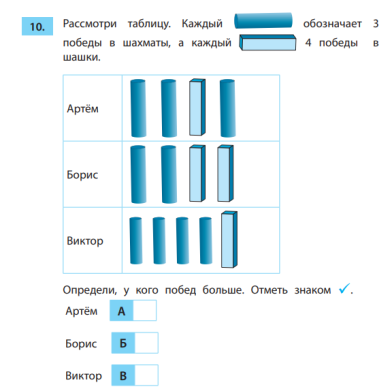 10. Рассмотри таблицу. Каждый обозначает 3
победы в шахматы, а каждый 4 победы в
шашки.
Артём
Борис
Виктор
Определи, у кого побед больше. Отметь знаком ✓.
Артём А
Борис Б
Виктор В